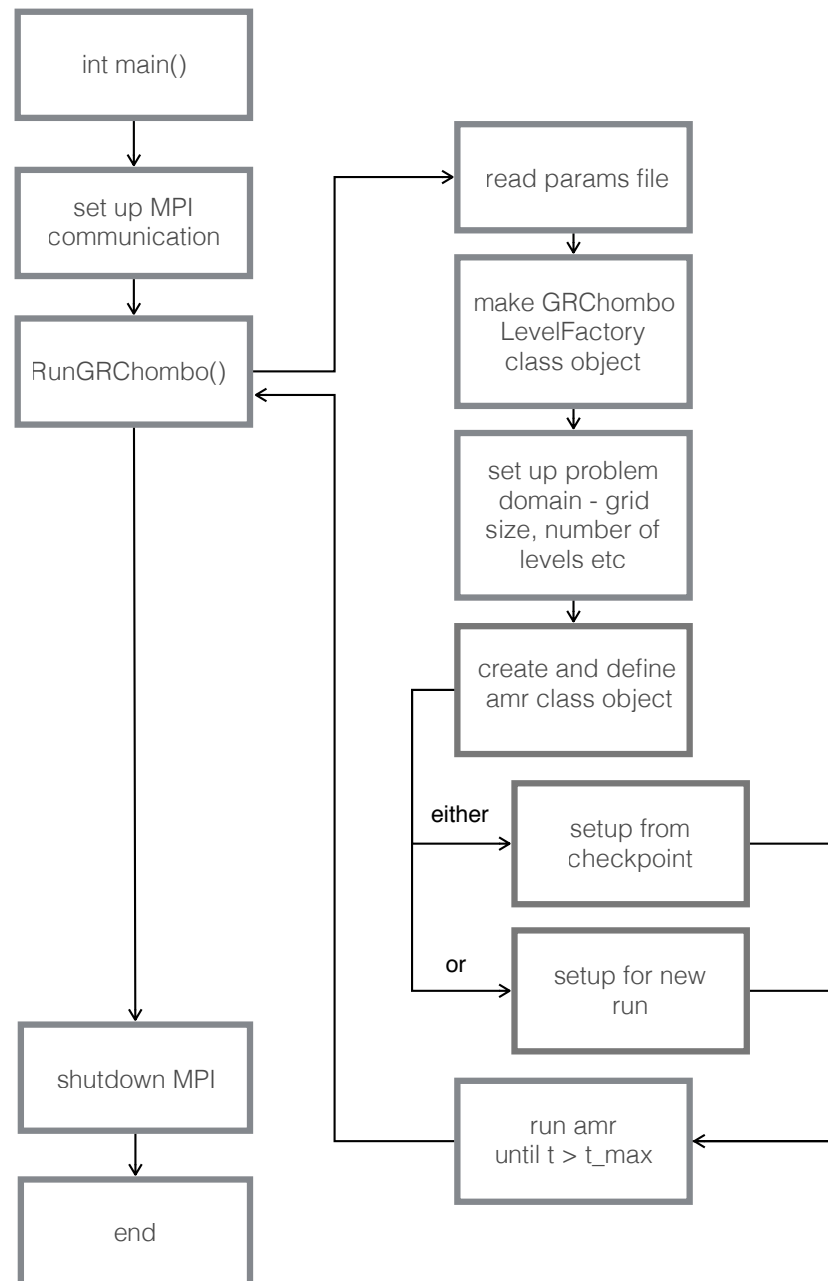 int main()
set up MPI
communication
RunGRChombo()
shutdown MPI
end
read params file
make GRChombo
LevelFactory
class object
set up problem
domain - grid
size, number of
levels etc
create and define
amr class object
either
setup from
checkpoint
or
setup for new
run
run amr
until t > t_max